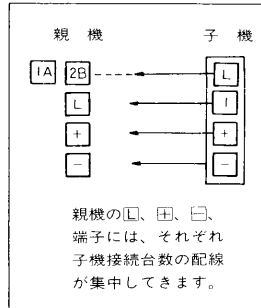 親機 子機
1A 2B L
L 1
+ +
- -
親機のL、+、-、
端子には、それぞれ
子機接続台数の配線
が集中してきます。